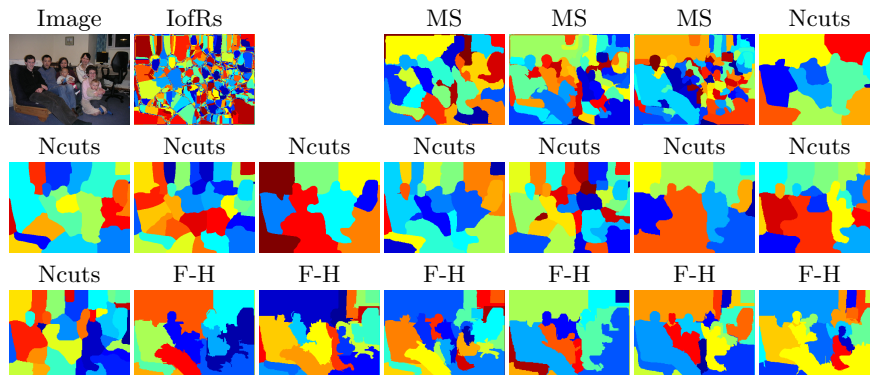 Image IofRs MS MS MS Ncuts
Ncuts Ncuts Ncuts Ncuts Ncuts Ncuts Ncuts
Ncuts F-H F-H F-H F-H F-H F-H